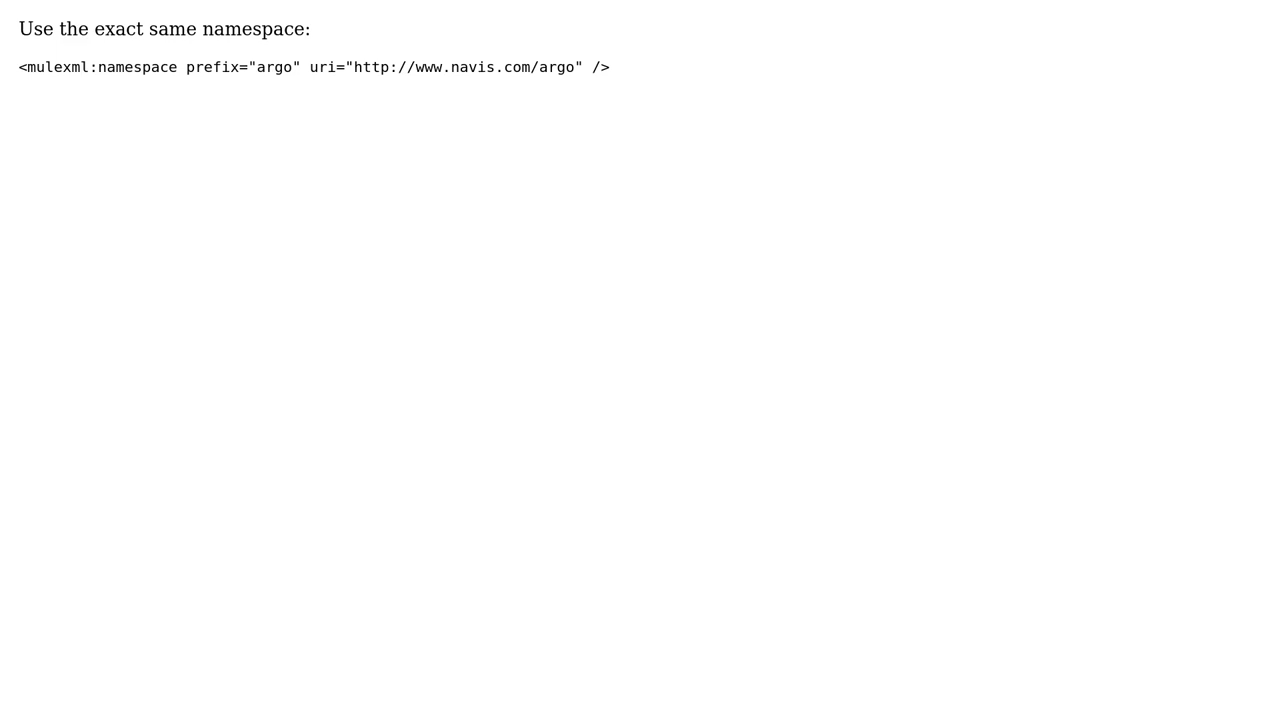 Use the exact same namespace:
<mulexml:namespace prefix="argo" uri="http://www.navis.com/argo" />